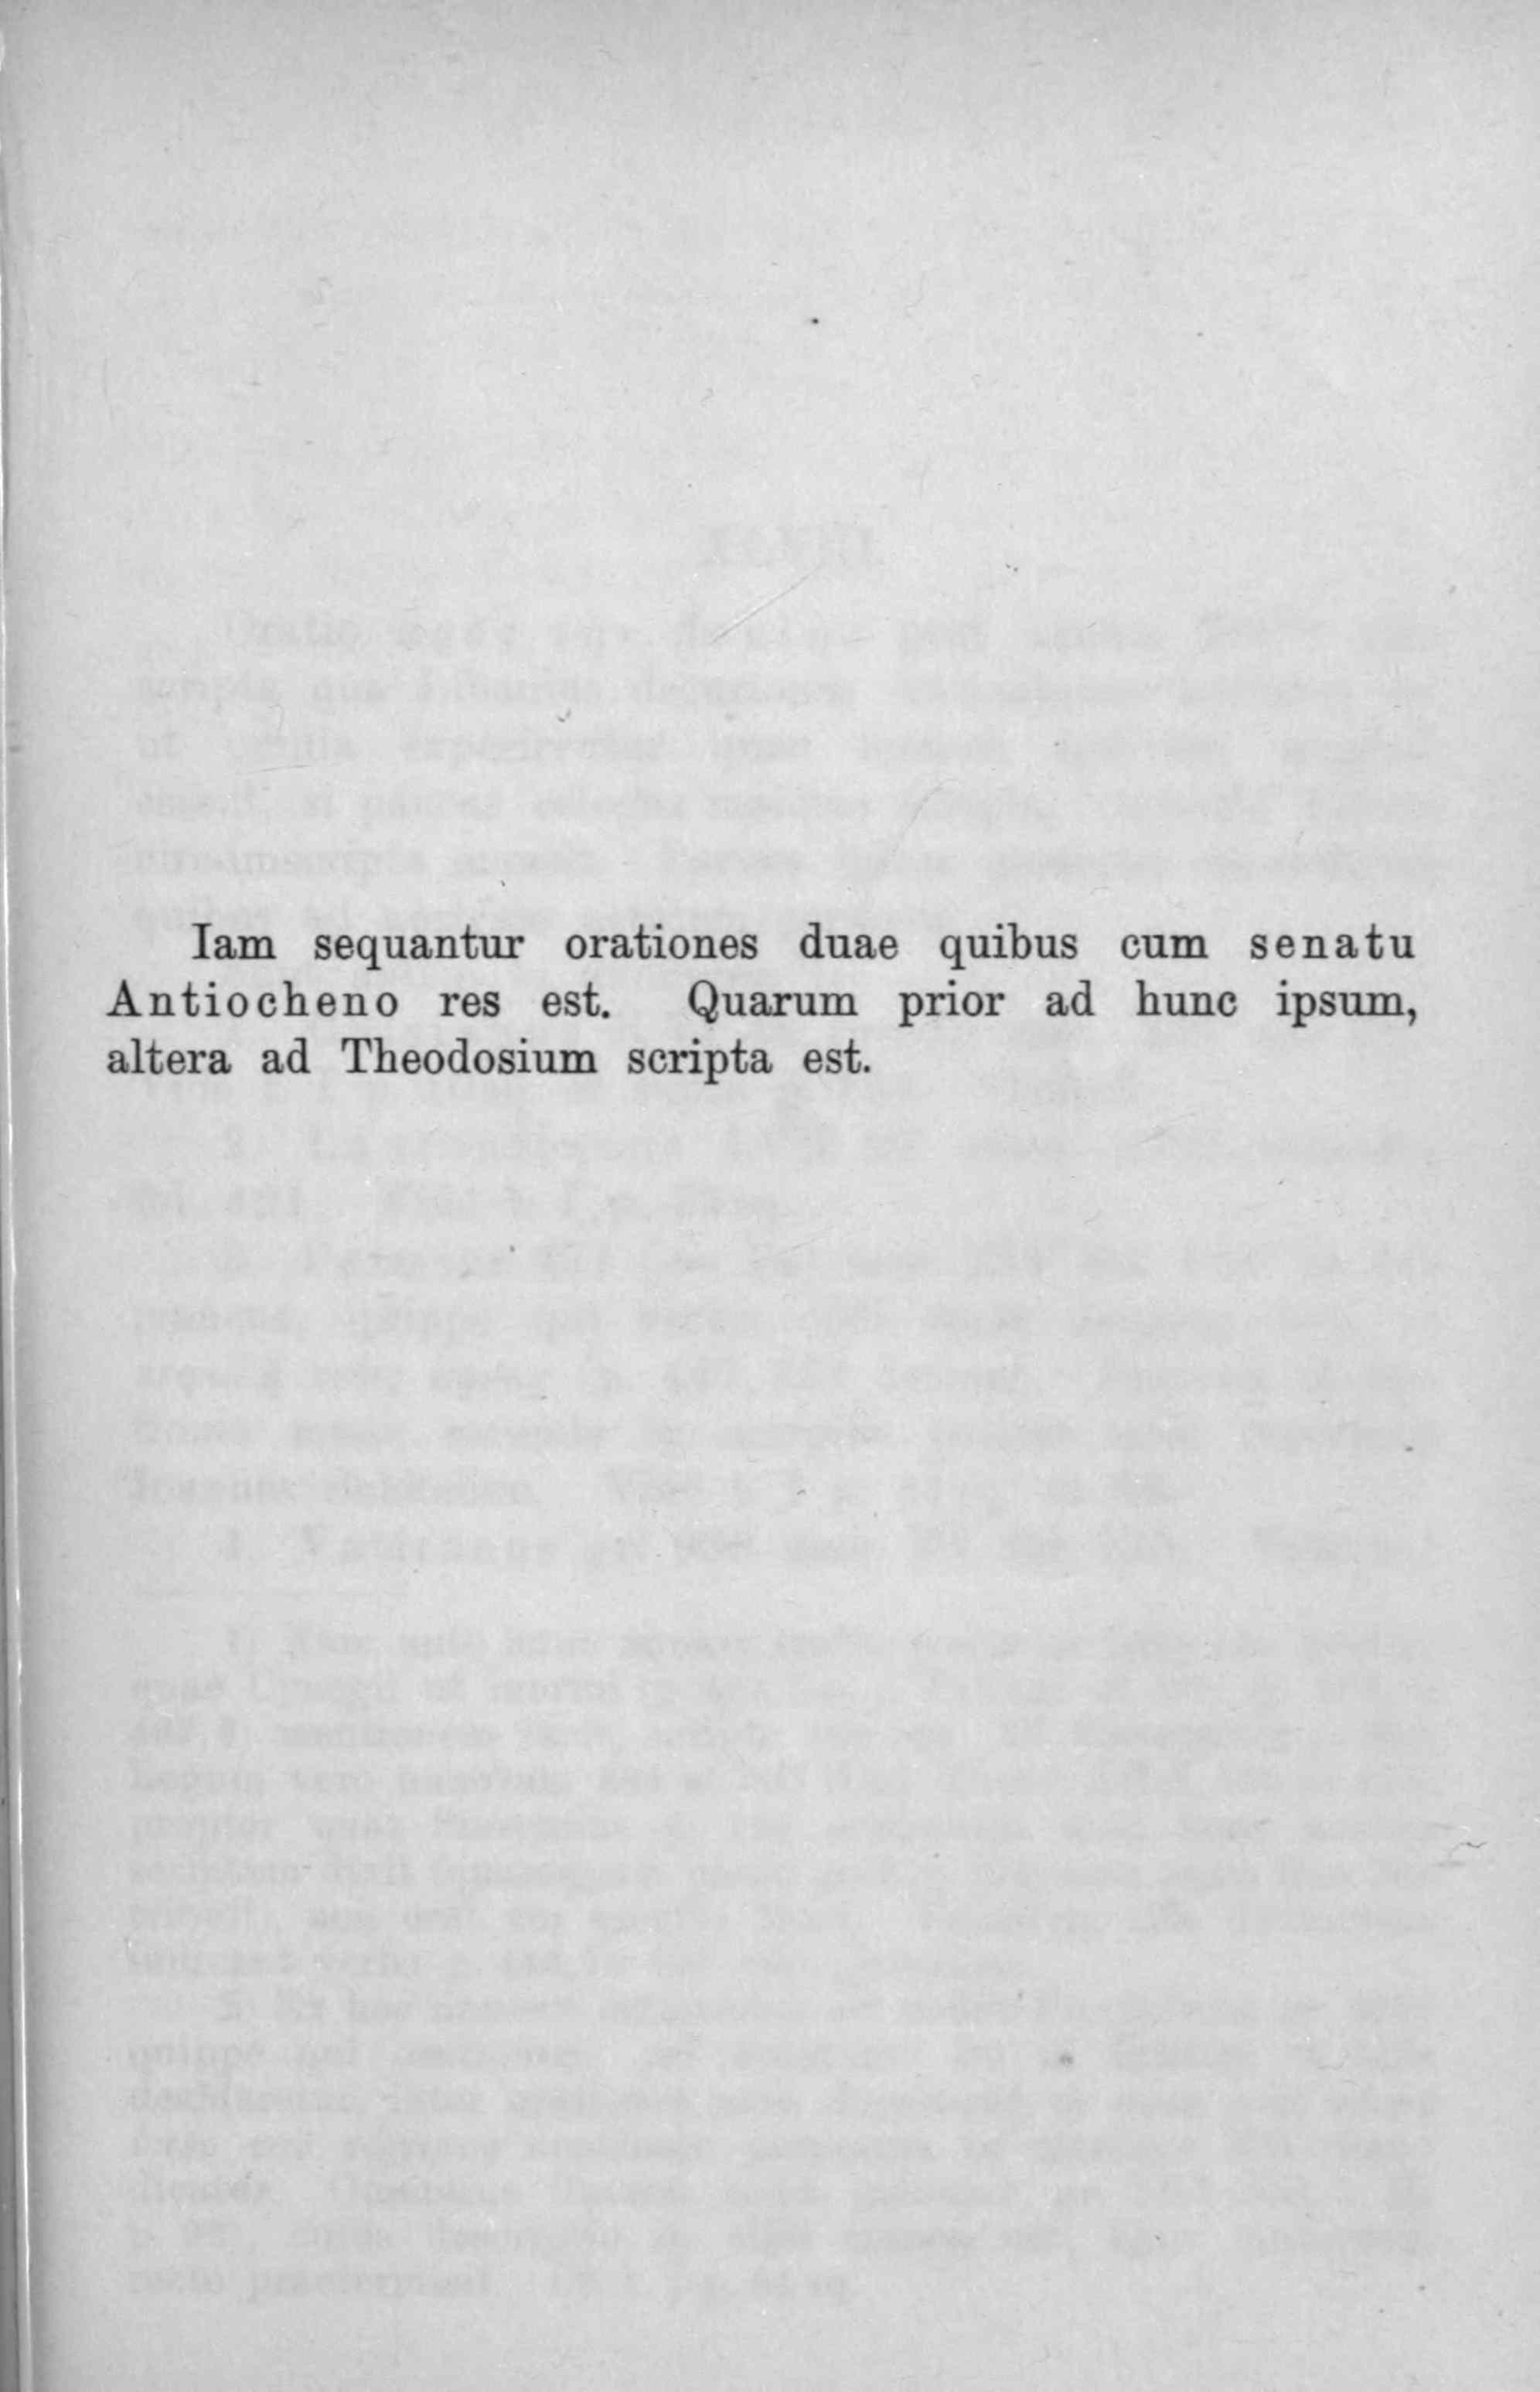 Iam sequantur orationes duae quibus cum senatu
Antiocheno res est. Quarum prior ad hunc ipsum,
altera ad Theodosium scripta est.